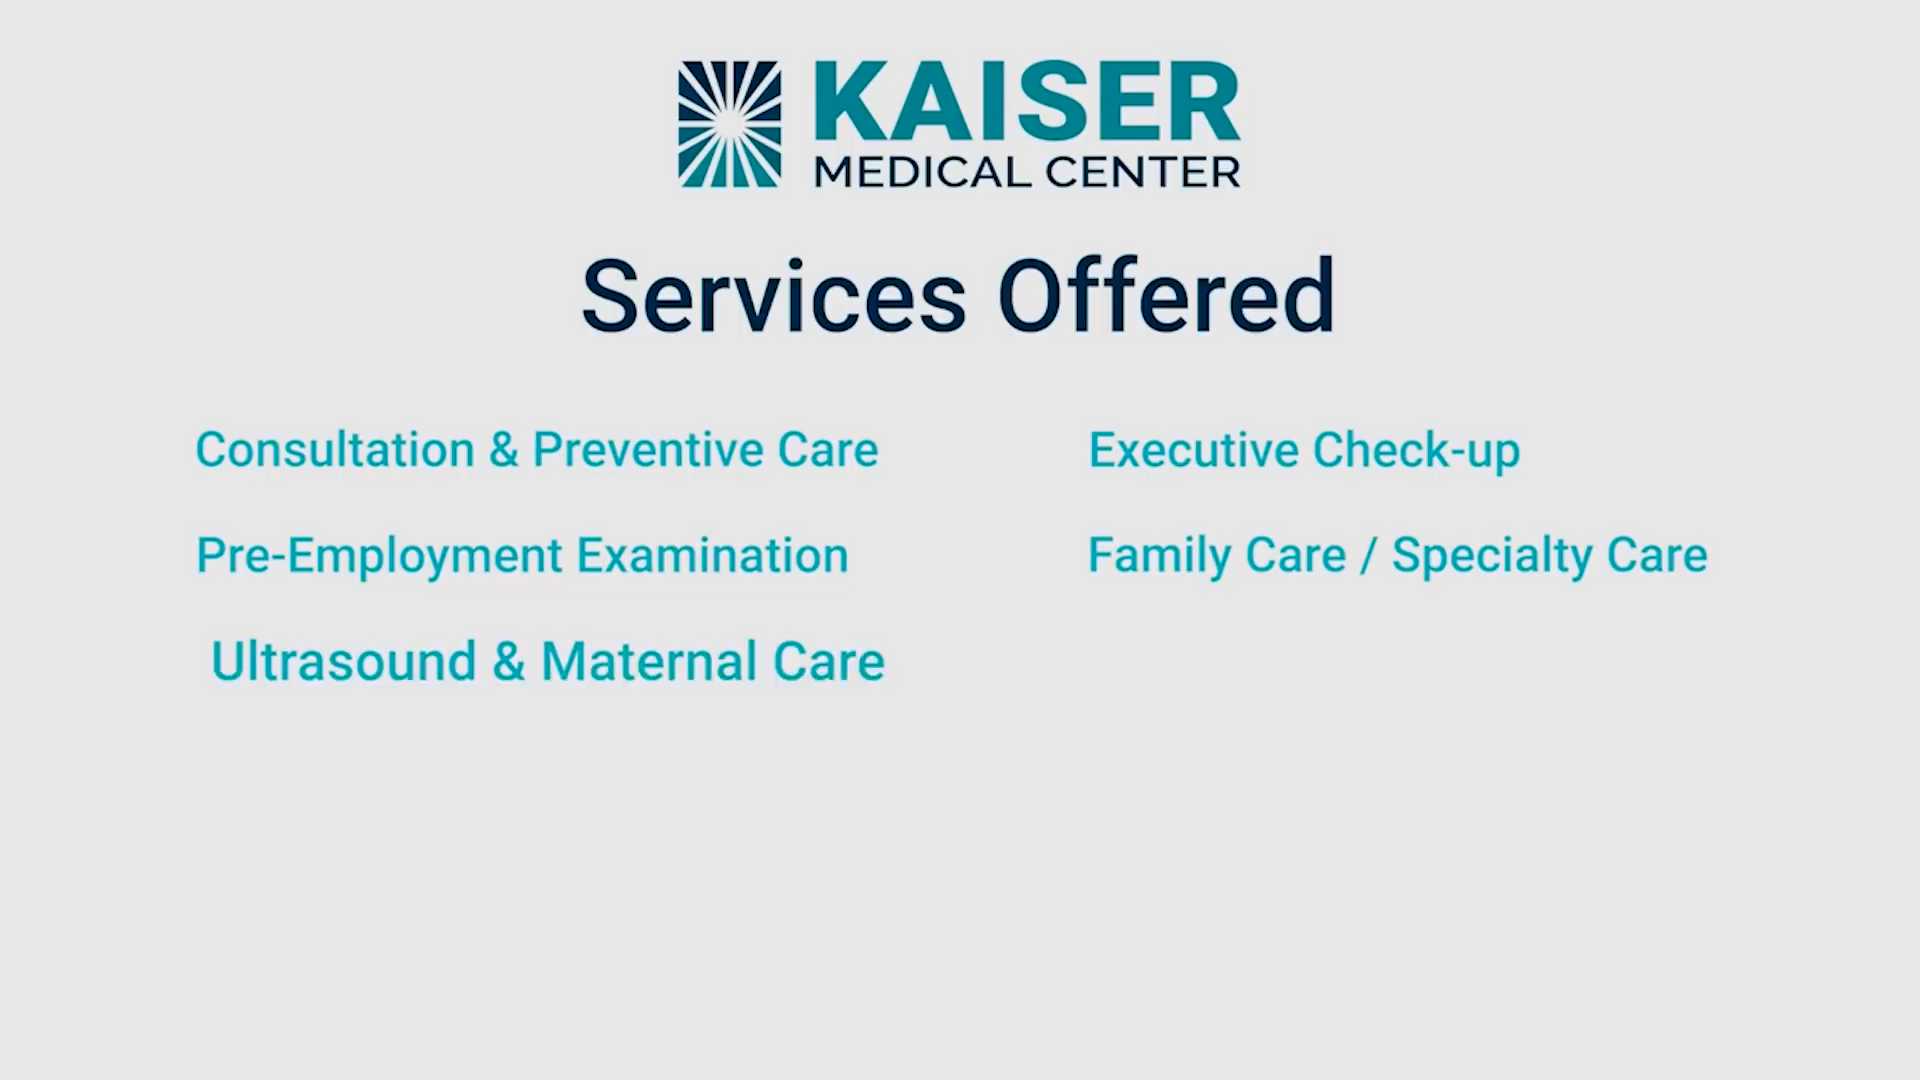 KAISER
MEDICAL CENTER
Services Offered
Consultation & Preventive Care
Executive Check-up
Pre-Employment Examination
Family Care / Specialty Care
Ultrasound & Maternal Care